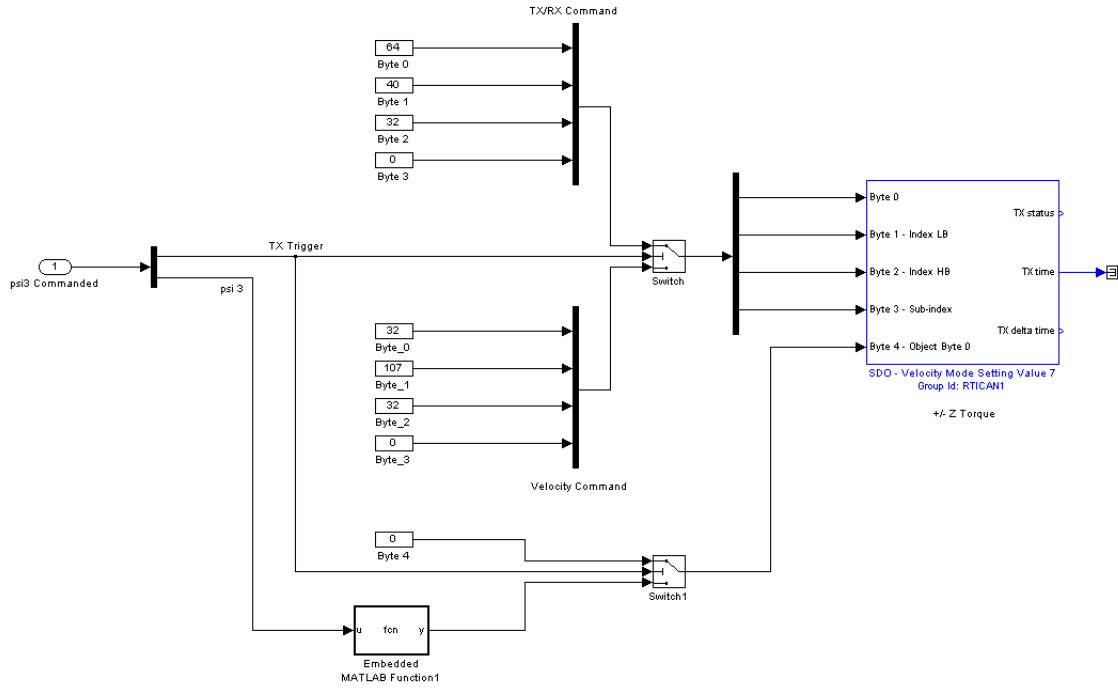 TX/RX Command
64
Byte 0
40
Byte 1
32
Byte 2
0
Byte 3
TX Trigger
1
psi3 Commanded
psi 3
Switch
Byte 0
Byte 1 - Index LB
Byte 2 - Index HB
Byte 3 - Sub-index
Byte 4 - Object Byte 0
TX status
TX time
TX delta time
SDO - Velocity Mode Setting Value 7
Group Id: RTICAN1
+/- Z Torque
32
Byte_0
107
Byte_1
32
Byte_2
0
Byte_3
Velocity Command
0
Byte 4
Switch1
u fcn y
Embedded
MATLAB Function1